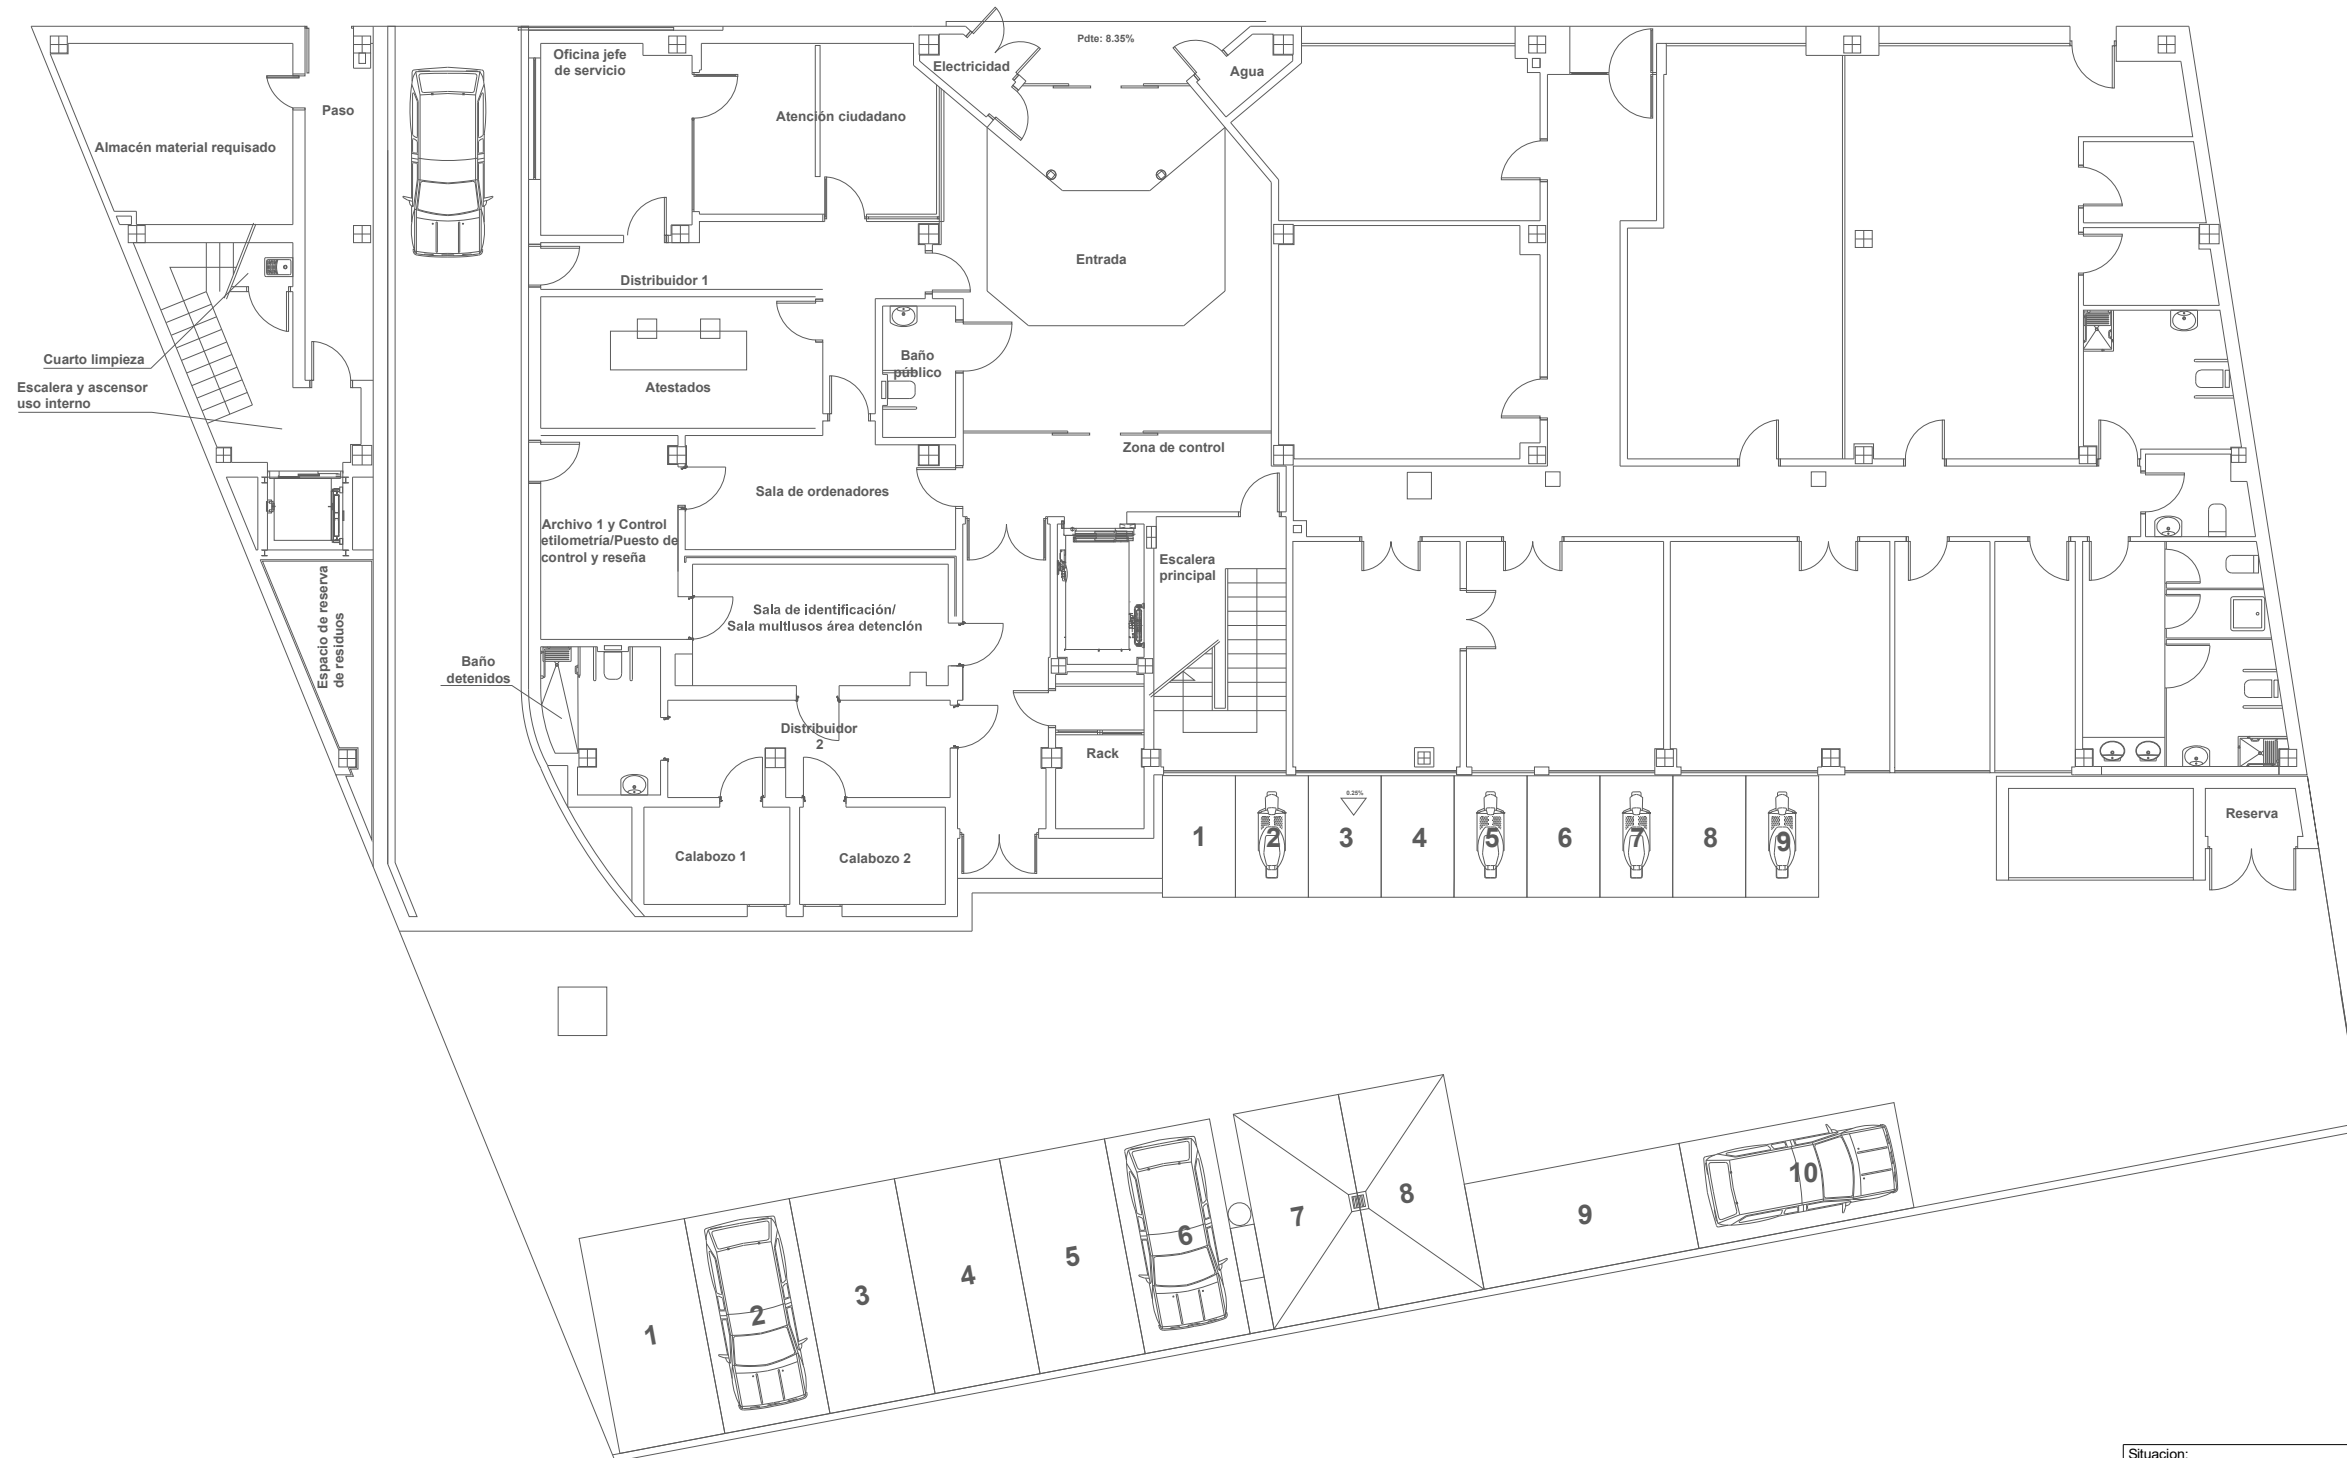 Oficina jefe
de servicio
Pdte: 8.35%
Electricidad
Agua
Paso
Atención ciudadano
Almacén material requisado
Entrada
Distribuidor 1
Cuarto limpieza
Escalera y ascensor
uso interno
Baño
público
Atestados
Zona de control
Sala de ordenadores
Archivo 1 y Control
etilometría/Puesto de
control y reseña
Escalera
principal
Espacio de reserva
de residuos
Sala de identificación/
Sala multiusos área detención
Baño
detenidos
Distribuidor
2
Rack
0.25%
1
2
3
4
5
6
7
8
9
Reserva
Calabozo 1
Calabozo 2
1
2
3
4
5
6
7
8
9
10
Situacion: